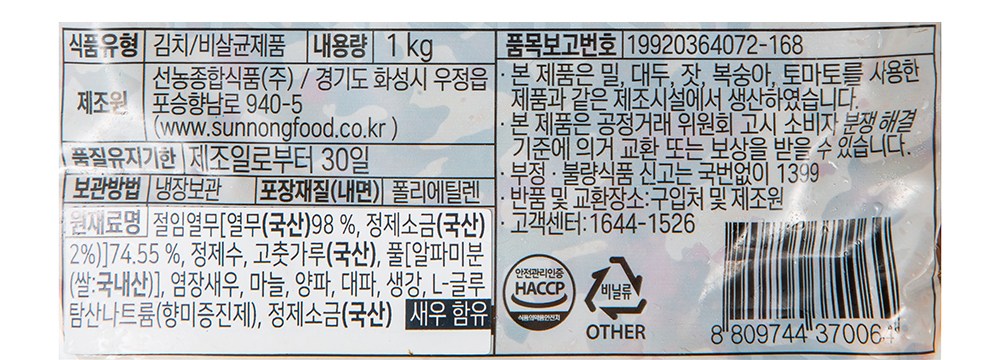 식품유형 김치/비살균제품 내용량 1kg
제조원 선농종합식품(주) / 경기도 화성시 우정읍
포승향남로 940-5
(www.sunnongfood.co.kr)
품질유지기한 제조일로부터 30일
보관방법 냉장보관 포장재질(내면) 폴리에틸렌
원재료명 절임열무[열무(국산)98 %, 정제소금(국산)
2%)]74.55 %, 정제수, 고춧가루(국산), 풀[알파미분
(쌀:국내산)], 염장새우, 마늘, 양파, 대파, 생강, L-글루
탐산나트륨(향미증진제), 정제소금(국산) 새우 함유
품목보고번호 19920364072-168
· 본 제품은 밀, 대두, 잣, 복숭아, 토마토를 사용한
제품과 같은 제조시설에서 생산하였습니다.
· 본 제품은 공정거래 위원회 고시 소비자 분쟁 해결
기준에 의거 교환 또는 보상을 받을 수 있습니다.
· 부정 · 불량식품 신고는 국번없이 1399
· 반품 및 교환장소:구입처 및 제조원
· 고객센터:1644-1526
안전관리인증
HACCP
식품의약품안전처
비닐류
OTHER
8 809744 37006